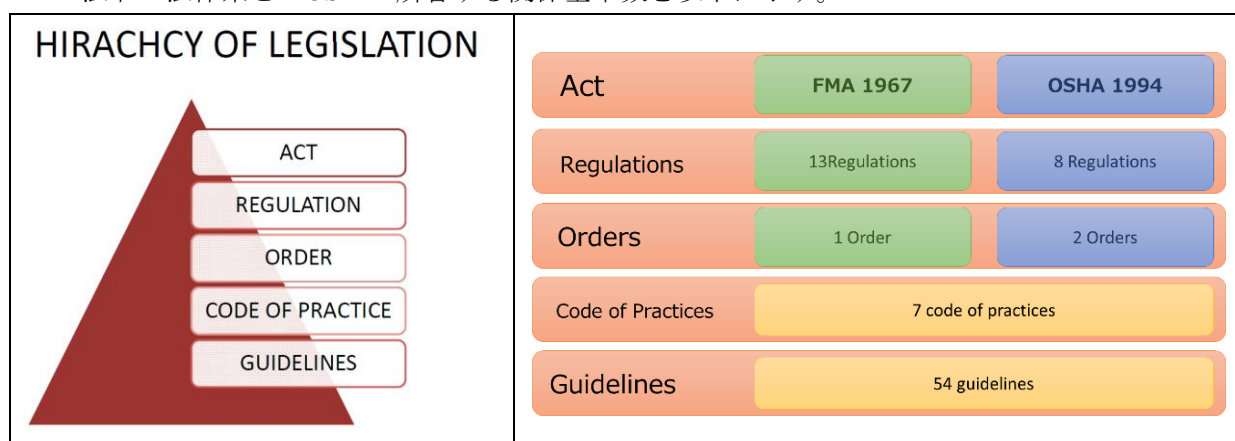 HIRACHCY OF LEGISLATION
ACT
REGULATION
ORDER
CODE OF PRACTICE
GUIDELINES
Act FMA 1967 OSHA 1994
Regulations 13Regulations 8 Regulations
Orders 1 Order 2 Orders
Code of Practices 7 code of practices
Guidelines 54 guidelines